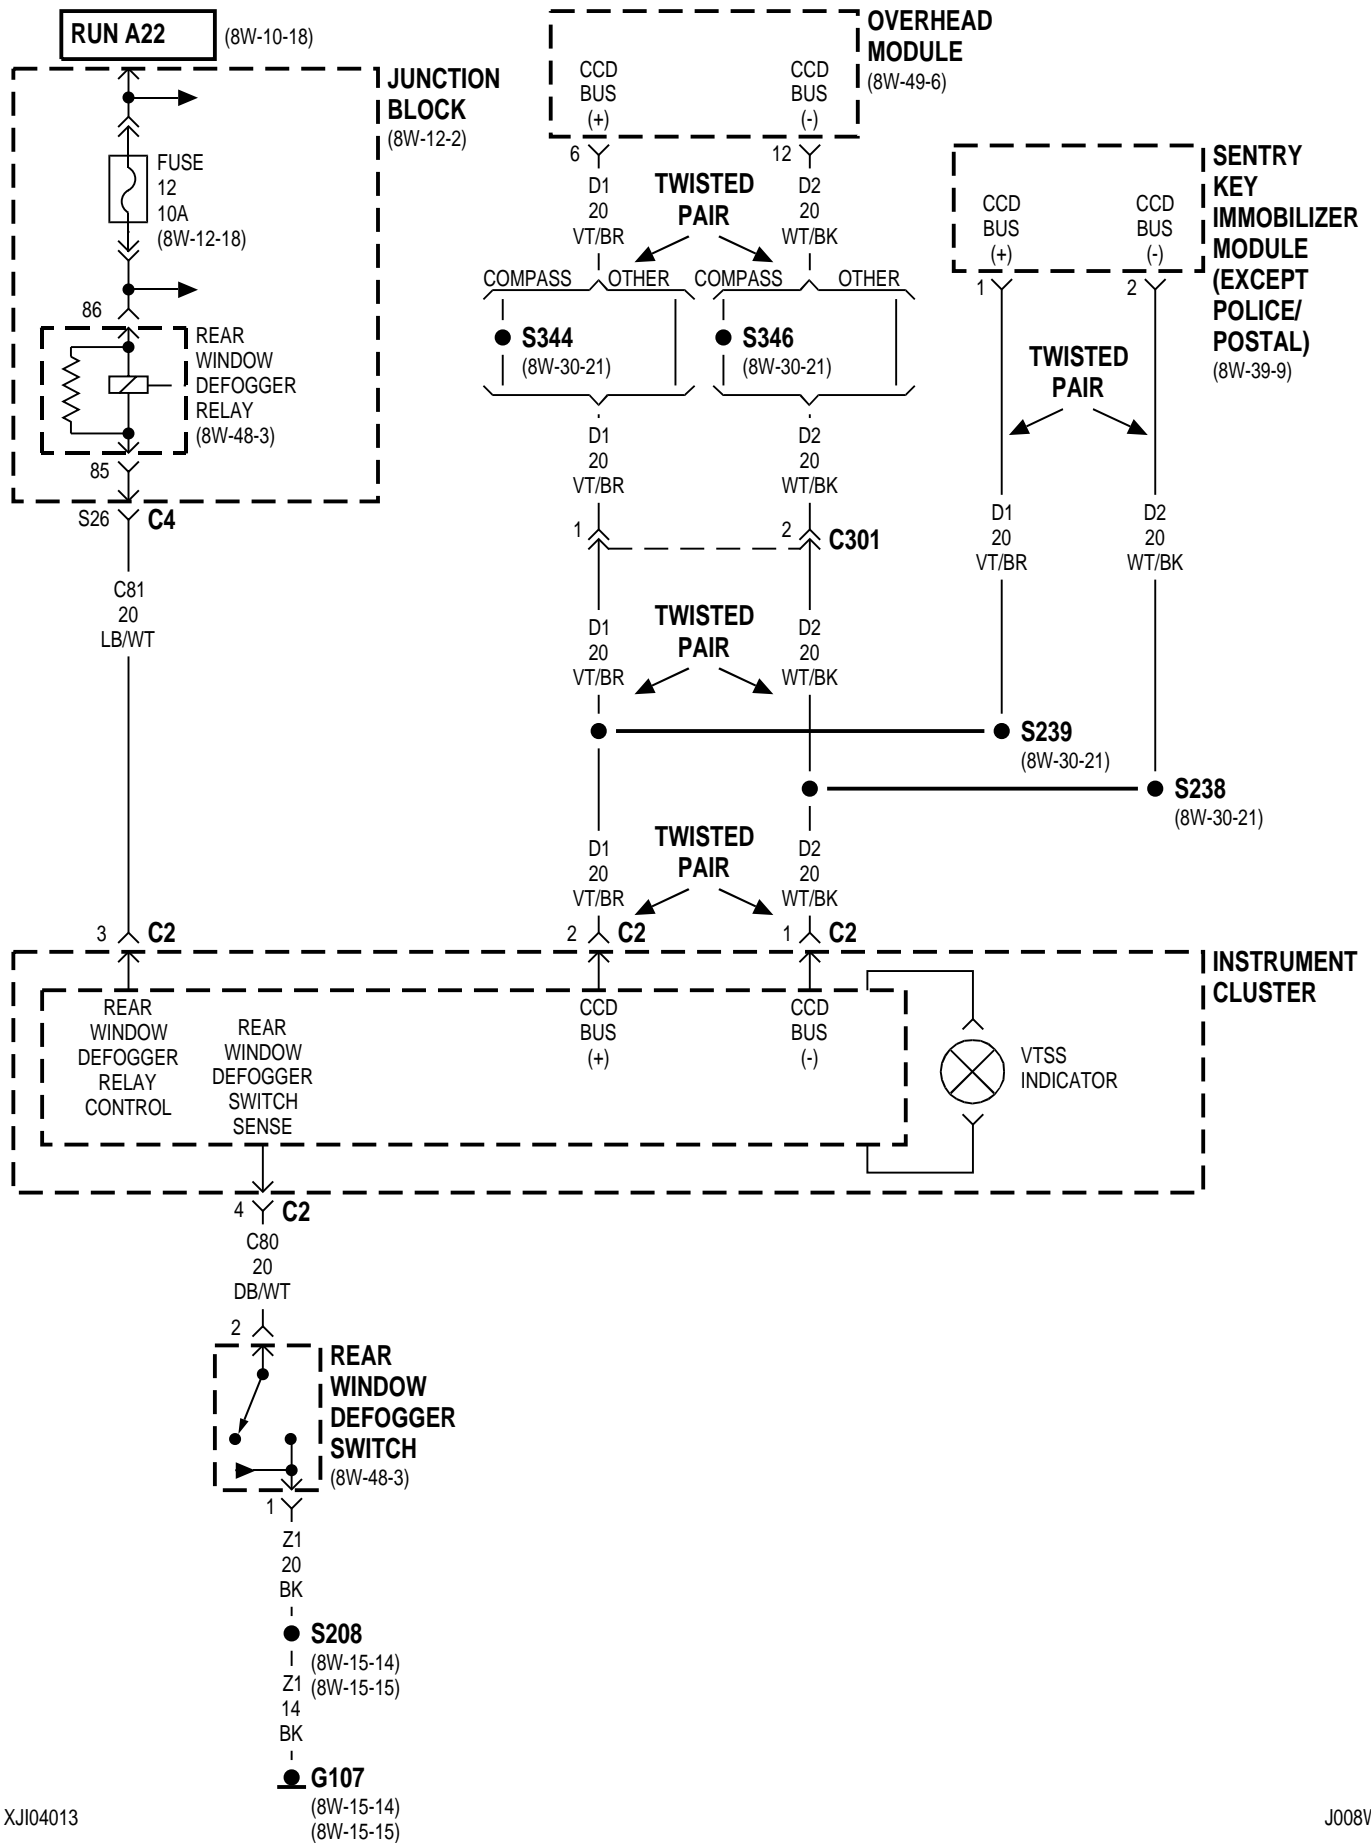 RUN A22
(8W-10-18)
JUNCTION
BLOCK
(8W-12-2)
FUSE
12
10A
(8W-12-18)
86
REAR
WINDOW
DEFOGGER
RELAY
(8W-48-3)
85
S26
C4
C81
20
LB/WT
3
C2
OVERHEAD
MODULE
(8W-49-6)
CCD
BUS
(+)
CCD
BUS
(-)
6
12
D1
20
VT/BR
TWISTED
PAIR
D2
20
WT/BK
COMPASS
OTHER
COMPASS
OTHER
S344
(8W-30-21)
S346
(8W-30-21)
D1
20
VT/BR
D2
20
WT/BK
1
2
C301
D1
20
VT/BR
TWISTED
PAIR
D2
20
WT/BK
SENTRY
KEY
IMMOBILIZER
MODULE
(EXCEPT
POLICE/
POSTAL)
(8W-39-9)
CCD
BUS
(+)
CCD
BUS
(-)
1
2
TWISTED
PAIR
D1
20
VT/BR
D2
20
WT/BK
S239
(8W-30-21)
S238
(8W-30-21)
D1
20
VT/BR
TWISTED
PAIR
D2
20
WT/BK
2
C2
1
C2
INSTRUMENT
CLUSTER
REAR
WINDOW
DEFOGGER
RELAY
CONTROL
REAR
WINDOW
DEFOGGER
SWITCH
SENSE
CCD
BUS
(+)
CCD
BUS
(-)
VTSS
INDICATOR
4
C2
C80
20
DB/WT
2
REAR
WINDOW
DEFOGGER
SWITCH
(8W-48-3)
1
Z1
20
BK
S208
(8W-15-14)
(8W-15-15)
Z1
14
BK
G107
(8W-15-14)
(8W-15-15)
XJI04013